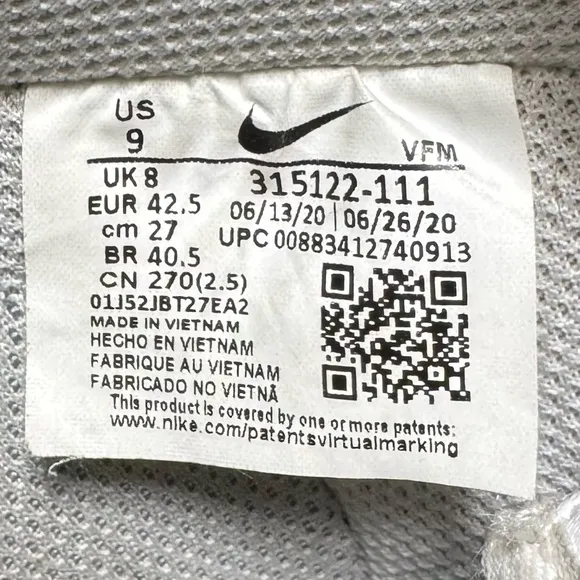 US
9
VFM
UK 8
EUR 42.5
cm 27
BR 40.5
CN 270(2.5)
315122-111
06/13/20 | 06/26/20
UPC 00883412740913
01J52JBT27EA2
MADE IN VIETNAM
HECHO EN VIETNAM
FABRIQUE AU VIETNAM
FABRICADO NO VIETNÃ
This product is covered by one or more patents:
www.nike.com/patentsvirtualmarking